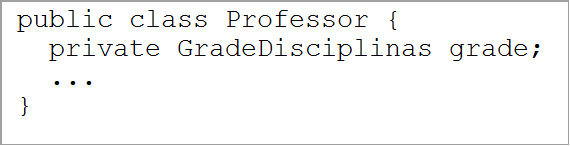 public class Professor {
  private GradeDisciplinas grade;
  ...
}